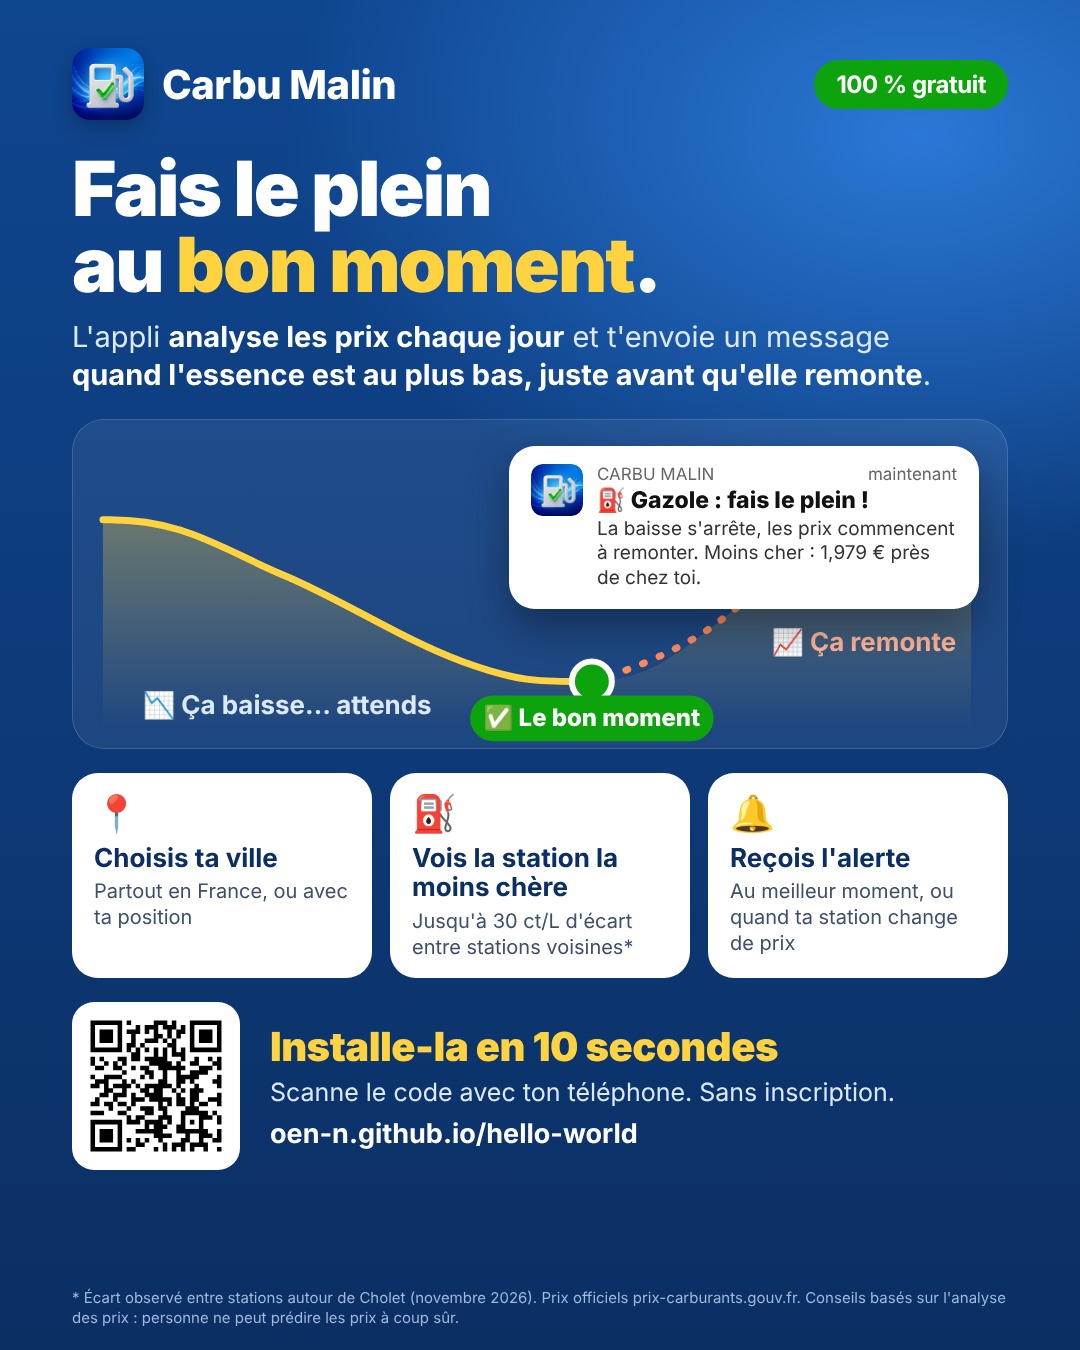 Carbu Malin
100 % gratuit
Fais le plein
au bon moment.
L'appli analyse les prix chaque jour et t'envoie un message
quand l'essence est au plus bas, juste avant qu'elle remonte.
CARBU MALIN
maintenant
⛽ Gazole : fais le plein !
La baisse s'arrête, les prix commencent
à remonter. Moins cher : 1,979 € près
de chez toi.
📈 Ça remonte
📉 Ça baisse... attends
✅ Le bon moment
📍
Choisis ta ville
Partout en France, ou avec
ta position
⛽
Vois la station la
moins chère
Jusqu'à 30 ct/L d'écart
entre stations voisines*
🔔
Reçois l'alerte
Au meilleur moment, ou
quand ta station change
de prix
Installe-la en 10 secondes
Scanne le code avec ton téléphone. Sans inscription.
oen-n.github.io/hello-world
* Écart observé entre stations autour de Cholet (novembre 2026). Prix officiels prix-carburants.gouv.fr. Conseils basés sur l'analyse
des prix : personne ne peut prédire les prix à coup sûr.